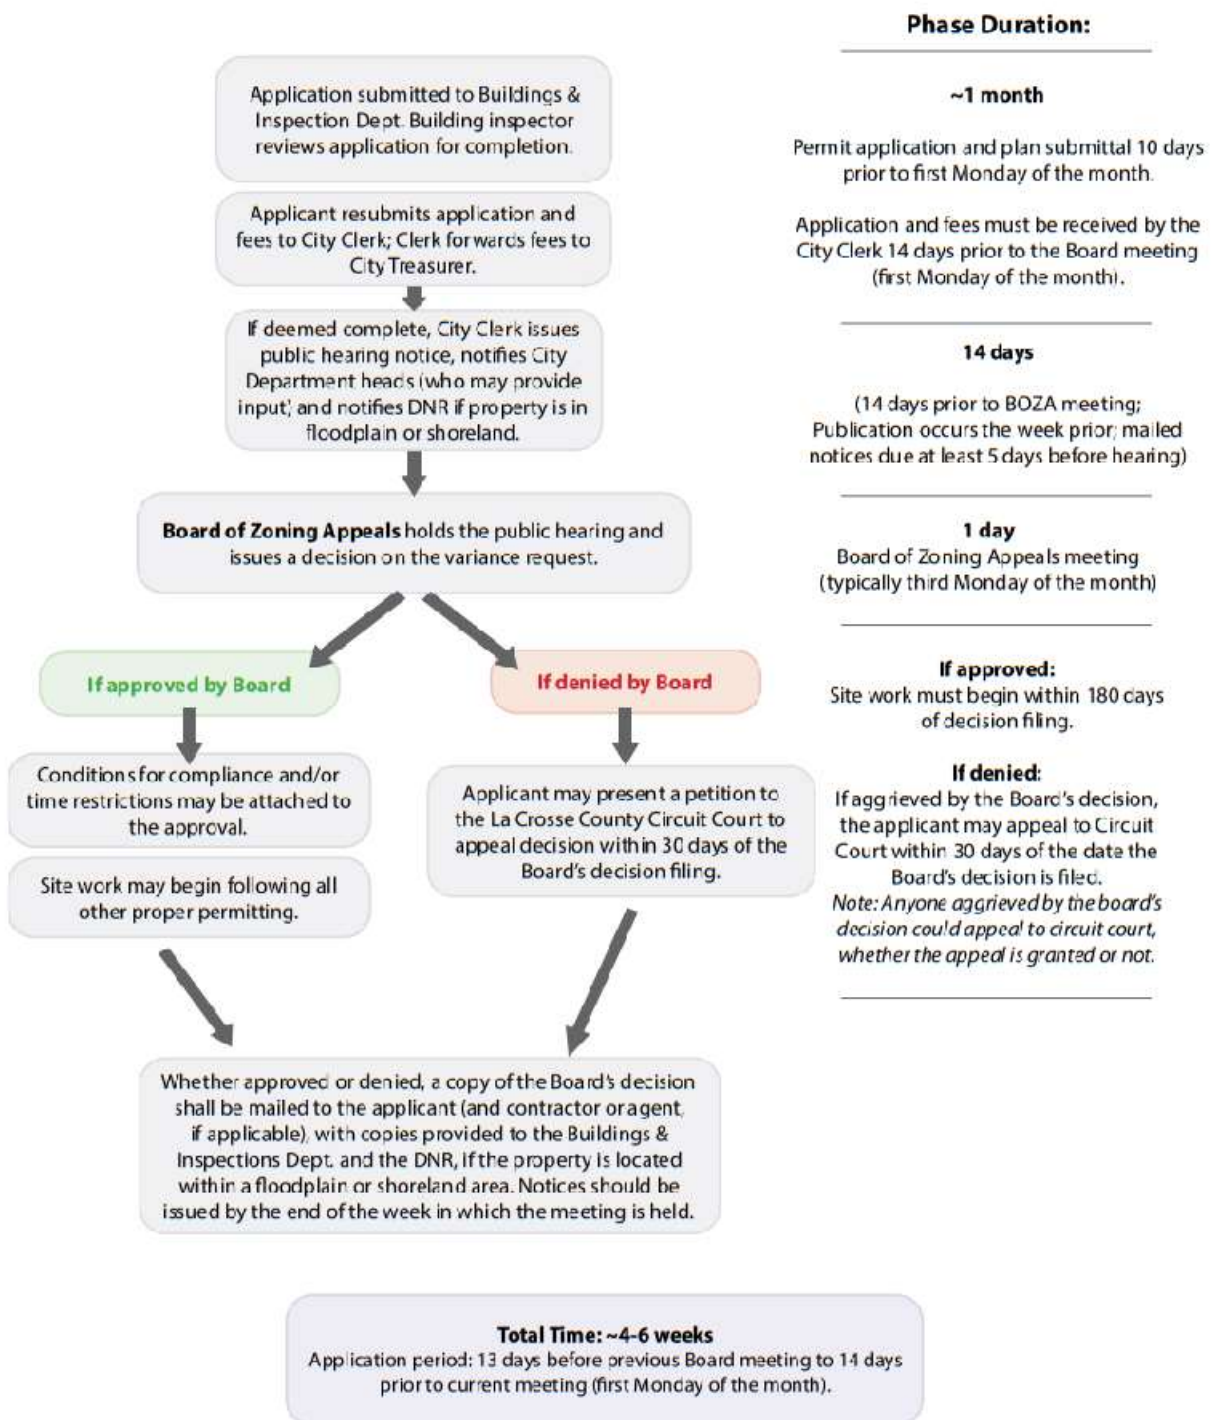 Phase Duration:
Application submitted to Buildings &
Inspection Dept. Building inspector
reviews application for completion.
Applicant resubmits application and
fees to City Clerk; Clerk forwards fees to
City Treasurer.
~1 month
Permit application and plan submittal 10 days
prior to first Monday of the month.
Application and fees must be received by the
City Clerk 14 days prior to the Board meeting
(first Monday of the month).
If deemed complete, City Clerk issues
public hearing notice, notifies City
Department heads (who may provide
input) and notifies DNR if property is in
floodplain or shoreland.
14 days
(14 days prior to BOZA meeting;
Publication occurs the week prior; mailed
notices due at least 5 days before hearing)
Board of Zoning Appeals holds the public hearing and
issues a decision on the variance request.
1 day
Board of Zoning Appeals meeting
(typically third Monday of the month)
If approved by Board
Conditions for compliance and/or
time restrictions may be attached to
the approval.
Site work may begin following all
other proper permitting.
If denied by Board
Applicant may present a petition to
the La Crosse County Circuit Court to
appeal decision within 30 days of the
Board's decision filing.
If approved:
Site work must begin within 180 days
of decision filing.
If denied:
If aggrieved by the Board's decision,
the applicant may appeal to Circuit
Court within 30 days of the date the
Board's decision is filed.
Note: Anyone aggrieved by the board's
decision could appeal to circuit court,
whether the appeal is granted or not.
Whether approved or denied, a copy of the Board's decision
shall be mailed to the applicant (and contractor or agent,
if applicable), with copies provided to the Buildings &
Inspections Dept. and the DNR, if the property is located
within a floodplain or shoreland area. Notices should be
issued by the end of the week in which the meeting is held.
Total Time: ~4-6 weeks
Application period: 13 days before previous Board meeting to 14 days
prior to current meeting (first Monday of the month).